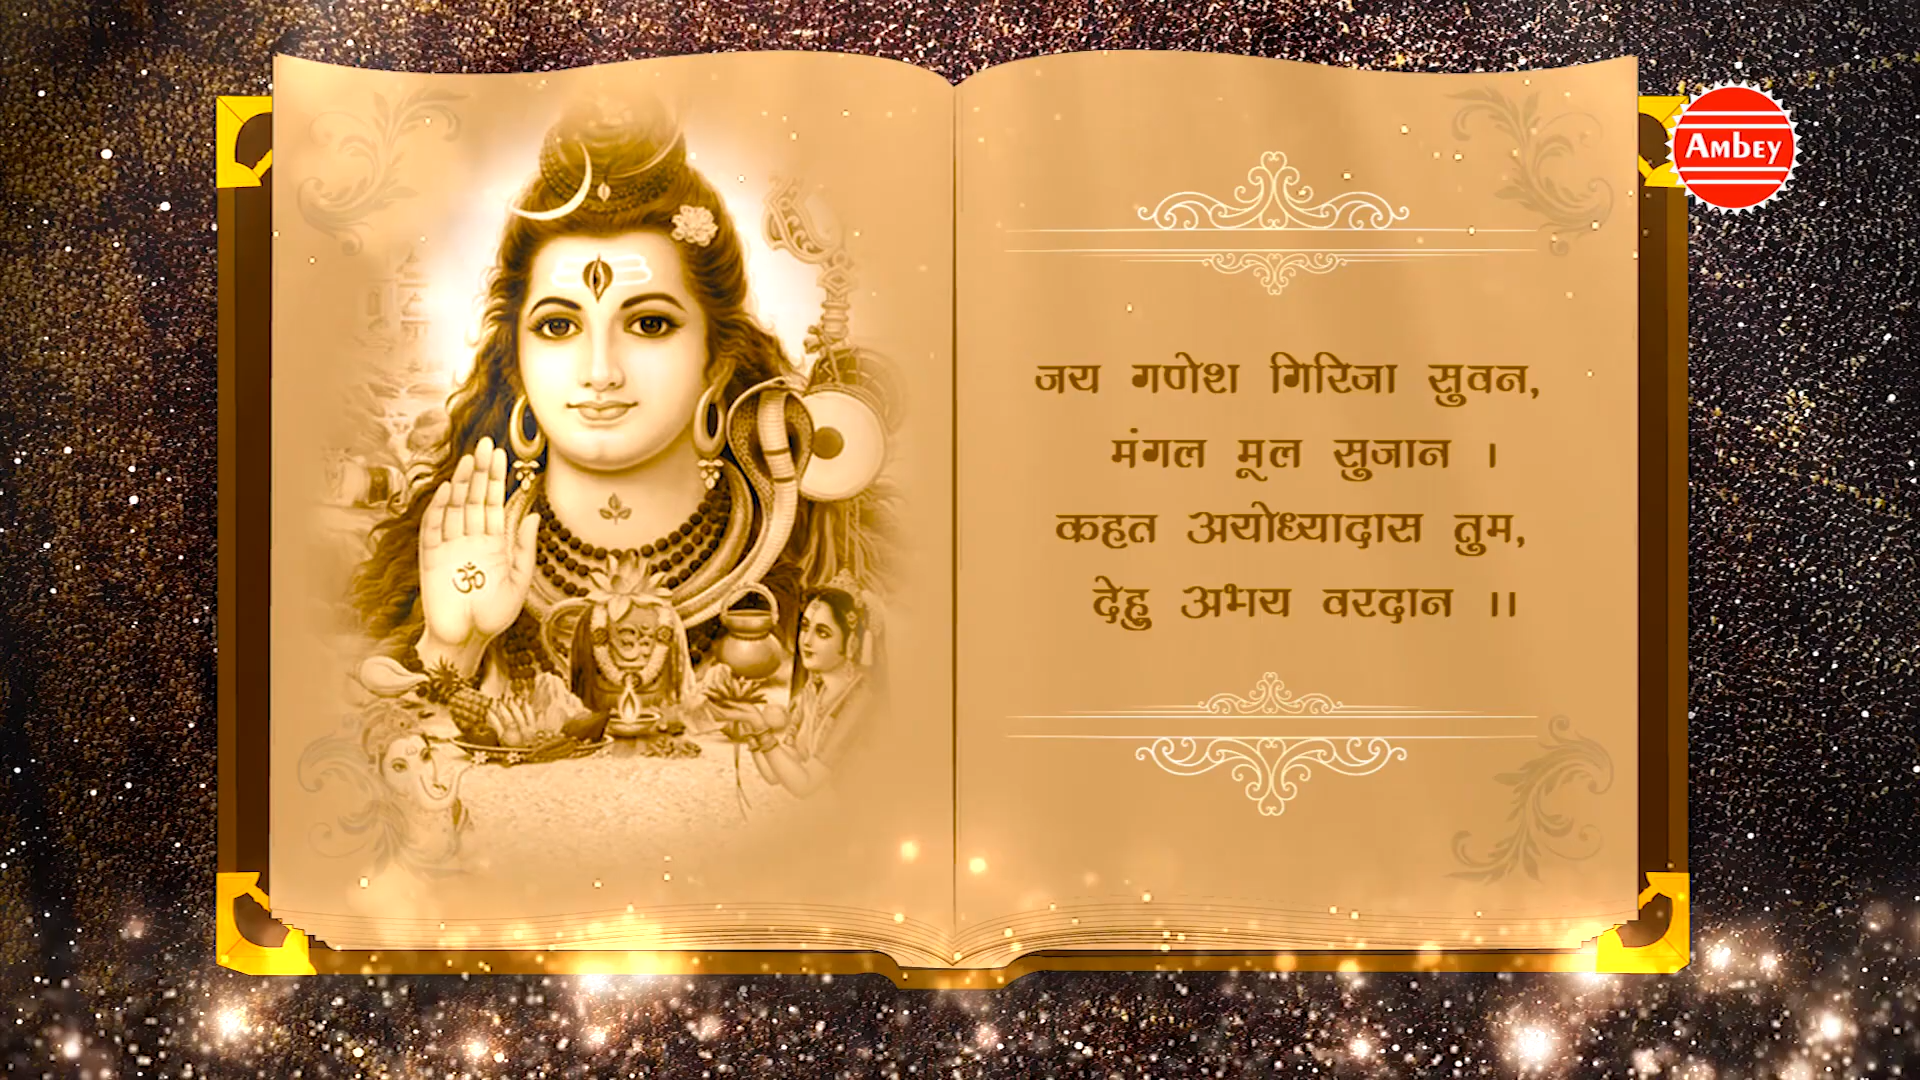 ॐ
जय गणेश गिरिजा सुवन,
मंगल मूल सुजान ।
कहत अयोध्यादास तुम,
देहु अभय वरदान ।।
AMBEY